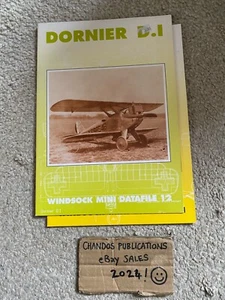 DORNIER D.I
WINDSOCK MINI DATAFILE 12
CHANDOS PUBLICATIONS
eBay SALES
2024!